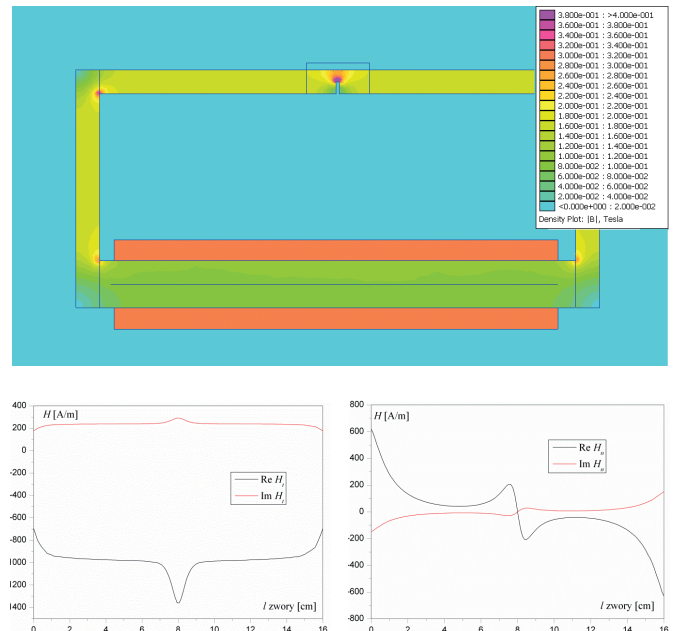 3.800e-001 : >4.000e-001
3.600e-001 : 3.800e-001
3.400e-001 : 3.600e-001
3.200e-001 : 3.400e-001
3.000e-001 : 3.200e-001
2.800e-001 : 3.000e-001
2.600e-001 : 2.800e-001
2.400e-001 : 2.600e-001
2.200e-001 : 2.400e-001
2.000e-001 : 2.200e-001
1.800e-001 : 2.000e-001
1.600e-001 : 1.800e-001
1.400e-001 : 1.600e-001
1.200e-001 : 1.400e-001
1.000e-001 : 1.200e-001
8.000e-002 : 1.000e-001
6.000e-002 : 8.000e-002
4.000e-002 : 6.000e-002
2.000e-002 : 4.000e-002
<0.000e+000 : 2.000e-002
Density Plot: |B|, Tesla
H [A/m]
400
200
0
-200
-400
-600
-800
1000
1200
1400
Re Ht
Im Ht
l zwory [cm]
0 2 4 6 8 10 12 14 16
H [A/m]
800
600
400
200
0
-200
-400
-600
-800
Re Hn
Im Hn
l zwory [cm]
0 2 4 6 8 10 12 14 16